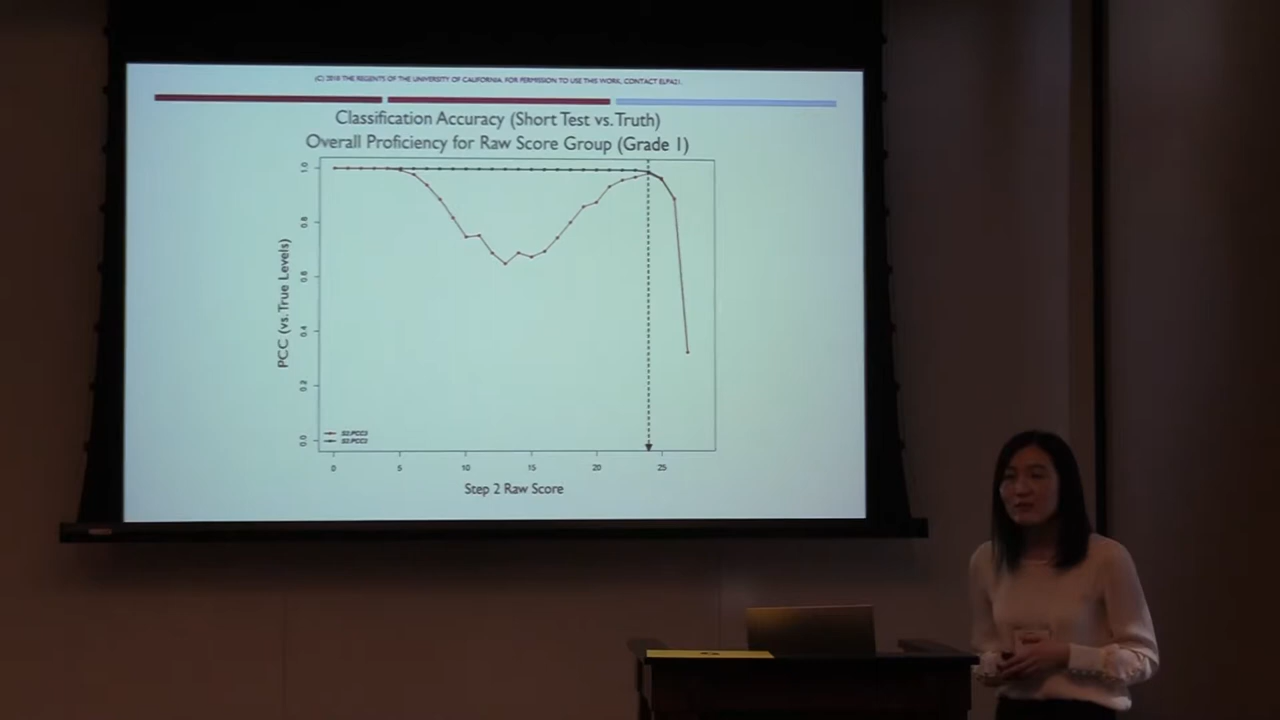 (C) 2018 THE REGENTS OF THE UNIVERSITY OF CALIFORNIA. FOR PERMISSION TO USE THIS WORK, CONTACT ELPA21.
Classification Accuracy (Short Test vs. Truth)
Overall Proficiency for Raw Score Group (Grade 1)
PCC (vs. True Levels)
1.0
0.8
0.6
0.4
0.2
0.0
0 5 10 15 20 25
Step 2 Raw Score